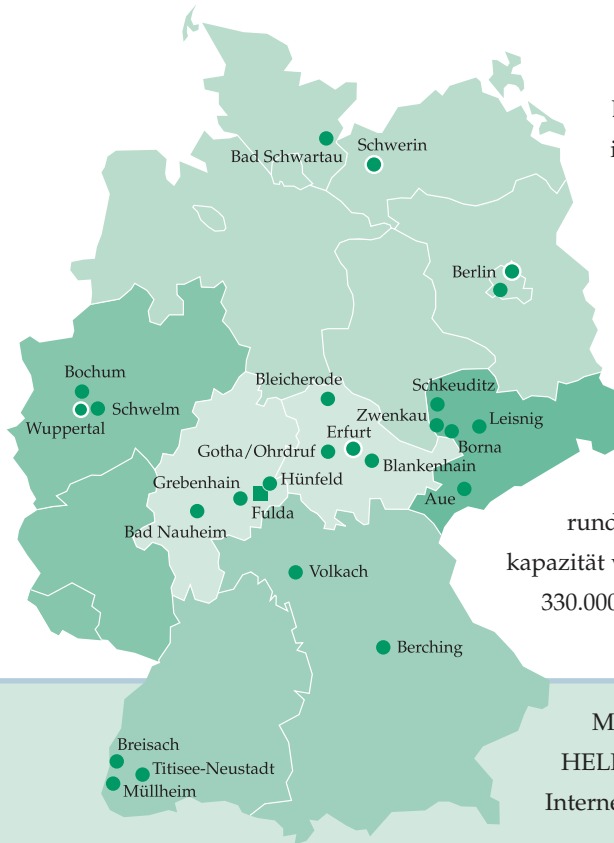 Schwerin
Bad Schwartau
Berlin
Bochum
Schwelm
Wuppertal
Bleicherode
Schkeuditz
Zwenkau
Leisnig
Erfurt
Borna
Gotha/Ohrdruf
Blankenhain
Grebenhain
Hünfeld
Aue
Fulda
Bad Nauheim
rund
kapazität
330.000
Volkach
Berching
Breisach
Titisee-Neustadt
Müllheim